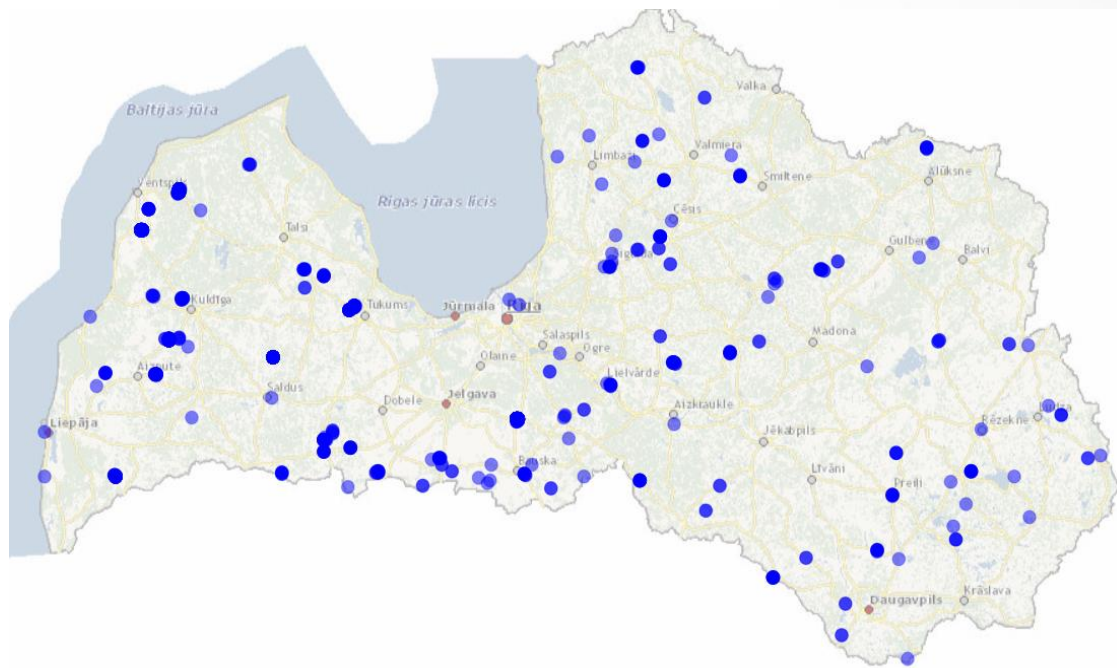 Valka
Baltijas jūra
Valmiera
Limbaži
Alūksne
Smiltene
Ventspils
Rīgas jūras līcis
Cēsis
Talsi
Gulbene
Balvi
Kuldīga
Tukums
Jūrmala
Rīga
Salaspils
Madona
Ogre
Olaine
Aizpute
Lielvārde
Saldus
Jelgava
Dobele
Aizkraukle
Ludza
Rēzekne
Liepāja
Jēkabpils
Bauska
Līvāni
Preiļi
Krāslava
Daugavpils